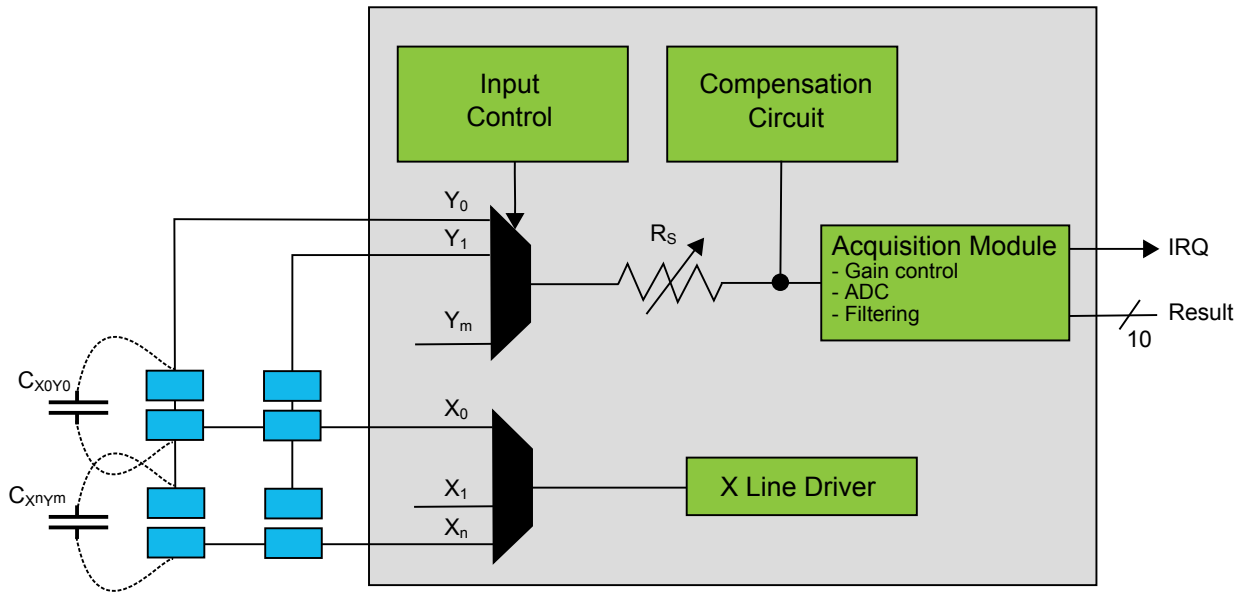 Input
Control
Compensation
Circuit
Y0
Y1
Ym
RS
Acquisition Module
- Gain control
- ADC
- Filtering
IRQ
Result
10
CX0Y0
CXnYm
X0
X1
Xn
X Line Driver